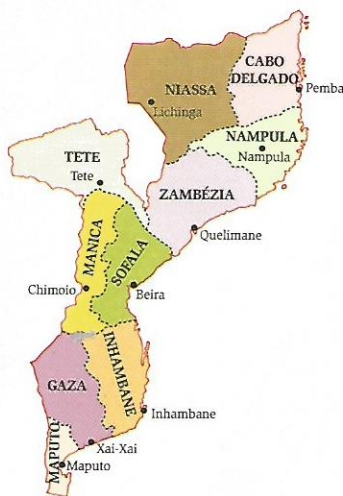 CABO
DELGADO
NIASSA
Pemba
Lichinga
NAMPULA
Nampula
TETE
Tete
ZAMBÉZIA
Quelimane
MANICA
SOFALA
Chimoio
Beira
INHAMBANE
GAZA
Inhambane
Xai-Xai
MAPUTO
Maputo